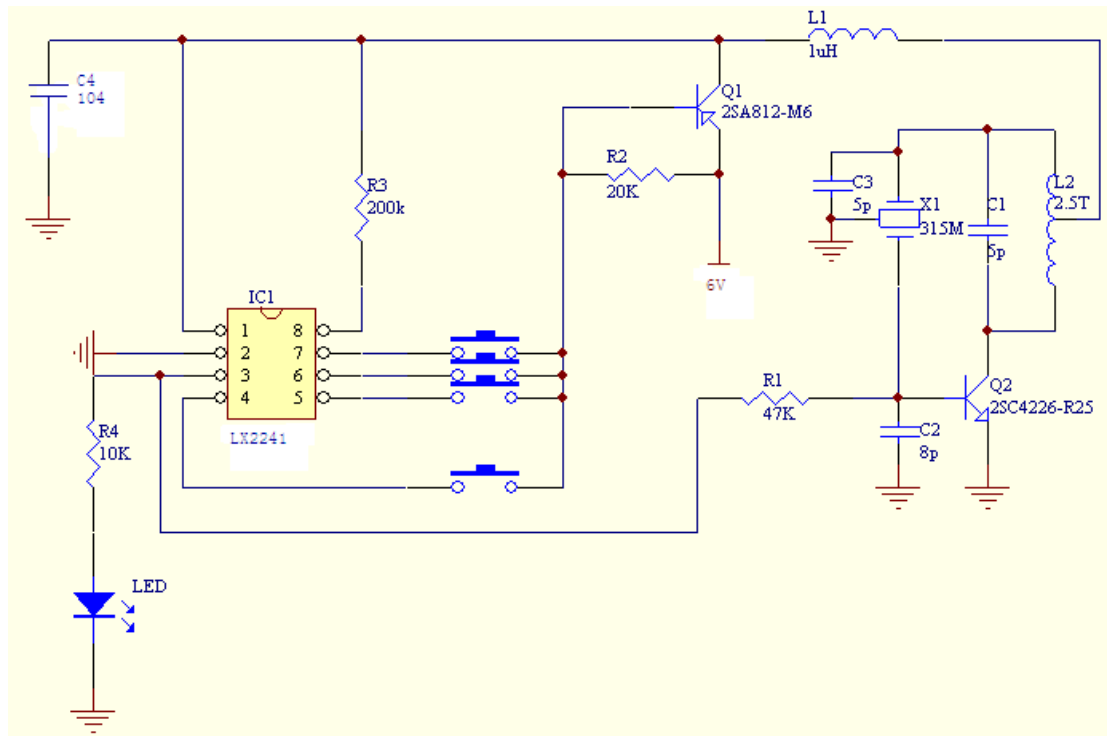 L1
1uH
C4
104
Q1
2SA812-M6
R2
20K
R3
200k
C3
5p
X1
315M
C1
5p
L2
2.5T
6V
IC1
1 8
2 7
3 6
4 5
LX2241
R1
47K
Q2
2SC4226-R25
C2
8p
R4
10K
LED